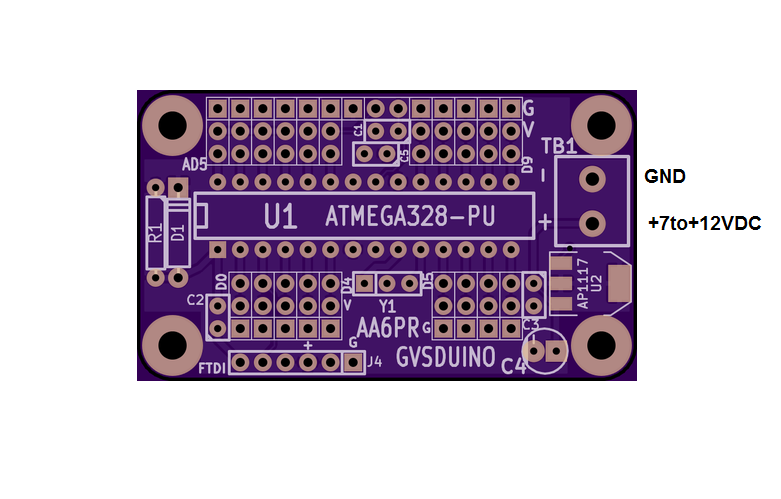 G
C1
V
C5
TB1
AD5
D9
-
GND
U1 ATMEGA328-PU
+
+7to+12VDC
R1
D1
D0
D4
D5
AP1117
U2
C2
V
Y1
AA6PR
G
C3
+
G
FTDI
J4
GVSDUINO
C4